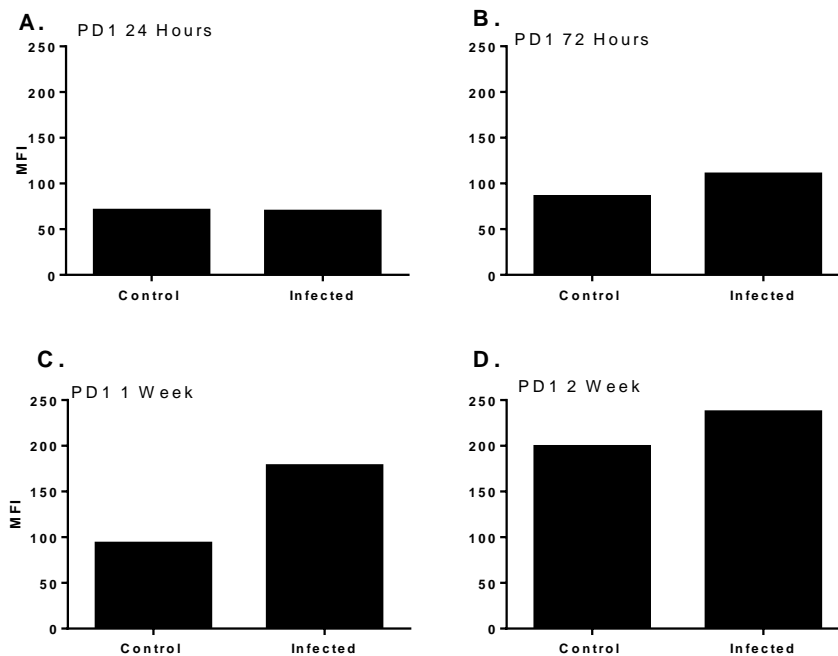 A.
PD1 24 Hours
250
200
150
100
50
0
MFI
Control Infected
B.
PD1 72 Hours
250
200
150
100
50
0
Control Infected
C.
PD1 1 Week
250
200
150
100
50
0
MFI
Control Infected
D.
PD1 2 Week
250
200
150
100
50
0
Control Infected